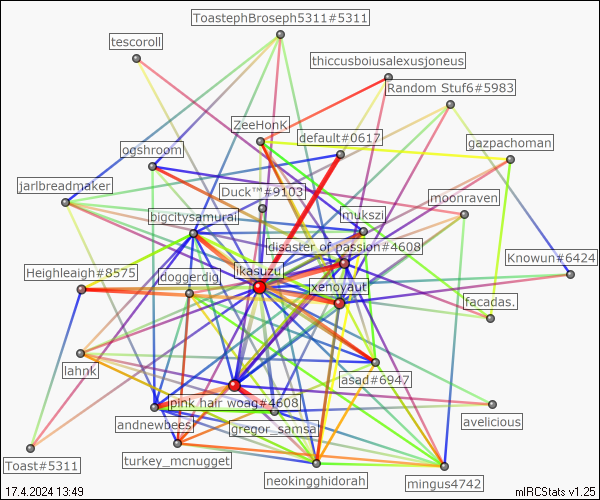 ToastephBroseph5311#5311
tescoroll
thiccusboiusalexusjoneus
Random Stuf6#5983
ZeeHonK
default#0617
gazpachoman
ogshroom
jarlbreadmaker
Duck™#9103
moonraven
bigcitysamurai
mukszi
disaster of passion#4608
Knowun#6424
Heighleaigh#8575
doggerdig
ikasuzu
xenoyaut
facadas.
lahnk
asad#6947
pink hair woag#4608
andnewbees
gregor_samsa
avelicious
turkey_mcnugget
Toast#5311
neokingghidorah
mingus4742
17.4.2024 13:49
mIRCStats v1.25